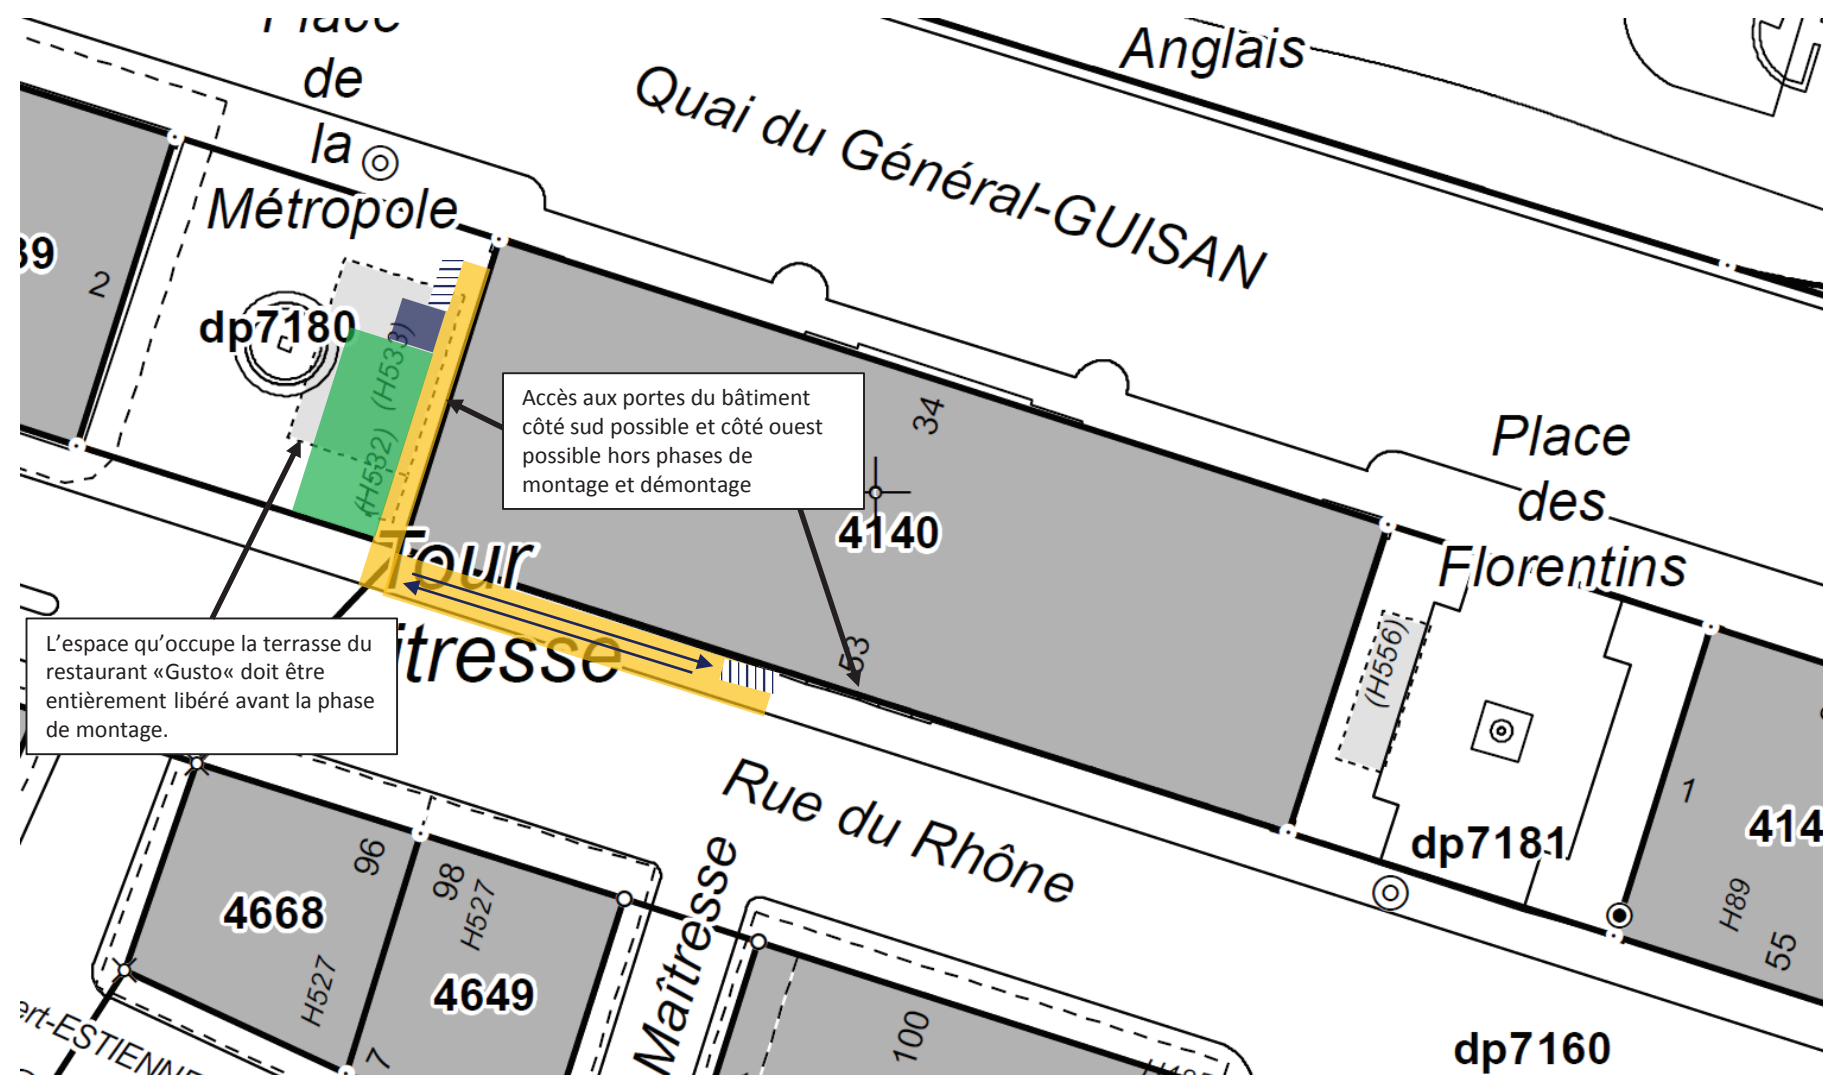 Place
de
la
Métropole
Quai du Général-GUISAN
Anglais
39
2
dp7180
(H533)
(H532)
Accès aux portes du bâtiment
côté sud possible et côté ouest
possible hors phases de
montage et démontage
34
4140
53
Place
des
Florentins
(H556)
Tour
L’espace qu’occupe la terrasse du
restaurant «Gusto« doit être
entièrement libéré avant la phase
de montage.
itresse
Rue du Rhône
1
414
dp7181
H89
55
96
98
H527
4668
H527
4649
7
Maîtresse
100
dp7160
ert-ESTIENNE